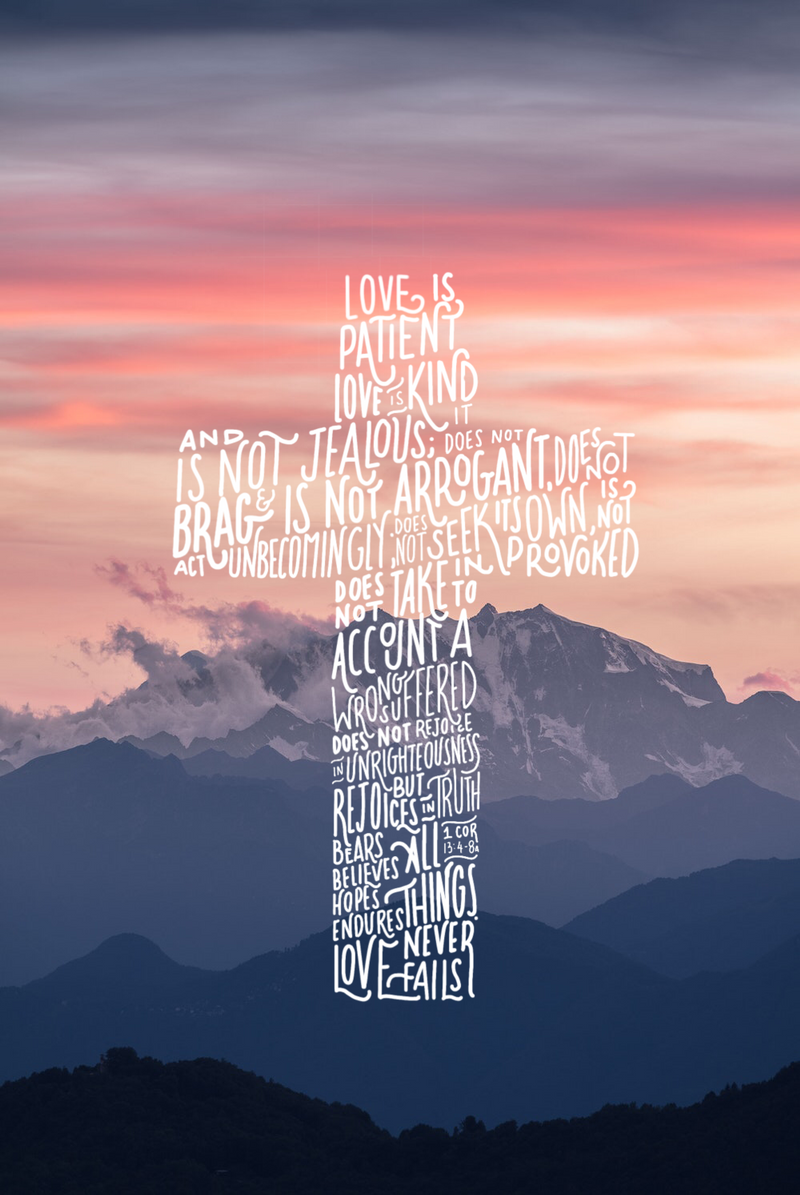 LOVE IS
PATIENT
LOVE IS KIND
AND IS NOT JEALOUS; IT DOES NOT
BRAG & IS NOT ARROGANT, DOES NOT
ACT UNBECOMINGLY, DOES NOT SEEK ITS OWN, IS NOT PROVOKED
DOES NOT TAKE INTO
ACCOUNT A
WRONG SUFFERED
DOES NOT REJOICE
IN UNRIGHTEOUSNESS
BUT
REJOICES IN TRUTH
BEARS
BELIEVES
HOPES
ENDURES
ALL
THINGS.
1 COR
13:4-8a
LOVE NEVER
FAILS